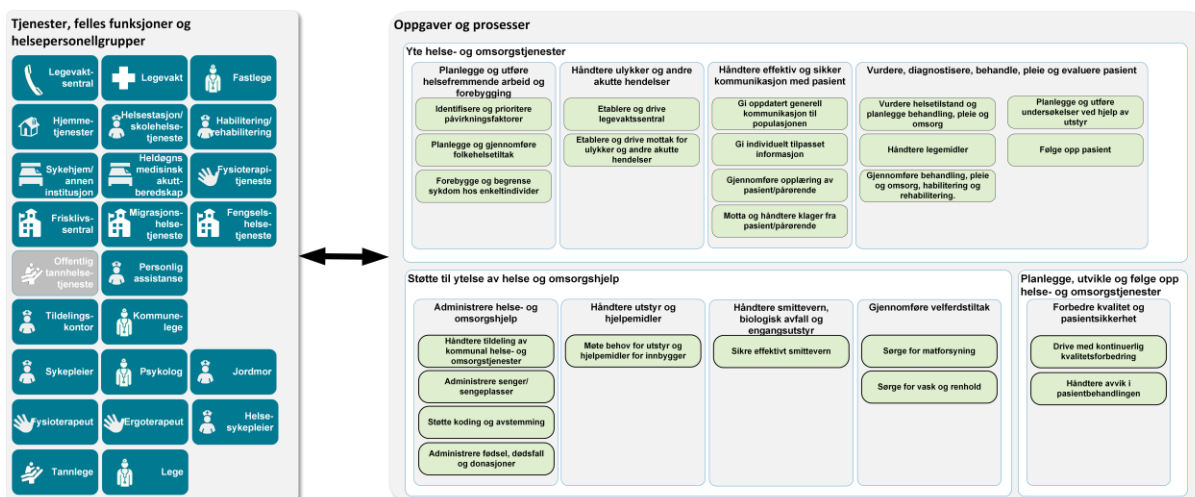 Tjenester, felles funksjoner og
helsepersonellgrupper
Legevakt-
sentral
Legevakt
Fastlege
Hjemme-
tjenester
Helsestasjon/
skolehelse-
tjeneste
Habilitering/
rehabilitering
Sykehjem/
annen
institusjon
Heldøgns
medisinsk
akutt-
beredskap
Fysioterapi-
tjeneste
Frisklivs-
sentral
Migrasjons-
helse-
tjeneste
Fengsels-
helse-
tjeneste
Offentlig
tannhelse-
tjeneste
Personlig
assistanse
Tildelings-
kontor
Kommune-
lege
Sykepleier
Psykolog
Jordmor
Fysioterapeut
Ergoterapeut
Helse-
sykepleier
Tannlege
Lege
Oppgaver og prosesser
Yte helse- og omsorgstjenester
Planlegge og utføre
helsefremmende arbeid og
forebygging
Identifisere og prioritere
påvirkningsfaktorer
Planlegge og gjennomføre
folkehelsetiltak
Forebygge og begrense
sykdom hos enkeltindivider
Håndtere ulykker og andre
akutte hendelser
Etablere og drive
legevaktssentral
Etablere og drive mottak for
ulykker og andre akutte
hendelser
Håndtere effektiv og sikker
kommunikasjon med pasient
Gi oppdatert generell
kommunikasjon til
populasjonen
Gi individuelt tilpasset
informasjon
Gjennomføre opplæring av
pasient/pårørende
Motta og håndtere klager fra
pasient/pårørende
Vurdere, diagnostisere, behandle, pleie og evaluere pasient
Vurdere helsetilstand og
planlegge behandling, pleie og
omsorg
Håndtere legemidler
Gjennomføre behandling, pleie
og omsorg, habilitering og
rehabilitering.
Planlegge og utføre
undersøkelser ved hjelp av
utstyr
Følge opp pasient
Støtte til ytelse av helse og omsorgshjelp
Administrere helse- og
omsorgshjelp
Håndtere tildeling av
kommunal helse- og
omsorgstjenester
Administrere senger/
sengeplasser
Støtte koding og avstemming
Administrere fødsel, dødsfall
og donasjoner
Håndtere utstyr og
hjelpemidler
Møte behov for utstyr og
hjelpemidler for innbygger
Håndtere smittevern,
biologisk avfall og
engangsutstyr
Sikre effektivt smittevern
Gjennomføre velferdstiltak
Sørge for matforsyning
Sørge for vask og renhold
Planlegge, utvikle og følge opp
helse- og omsorgstjenester
Forbedre kvalitet og
pasientsikkerhet
Drive med kontinuerlig
kvalitetsforbedring
Håndtere avvik i
pasientbehandlingen